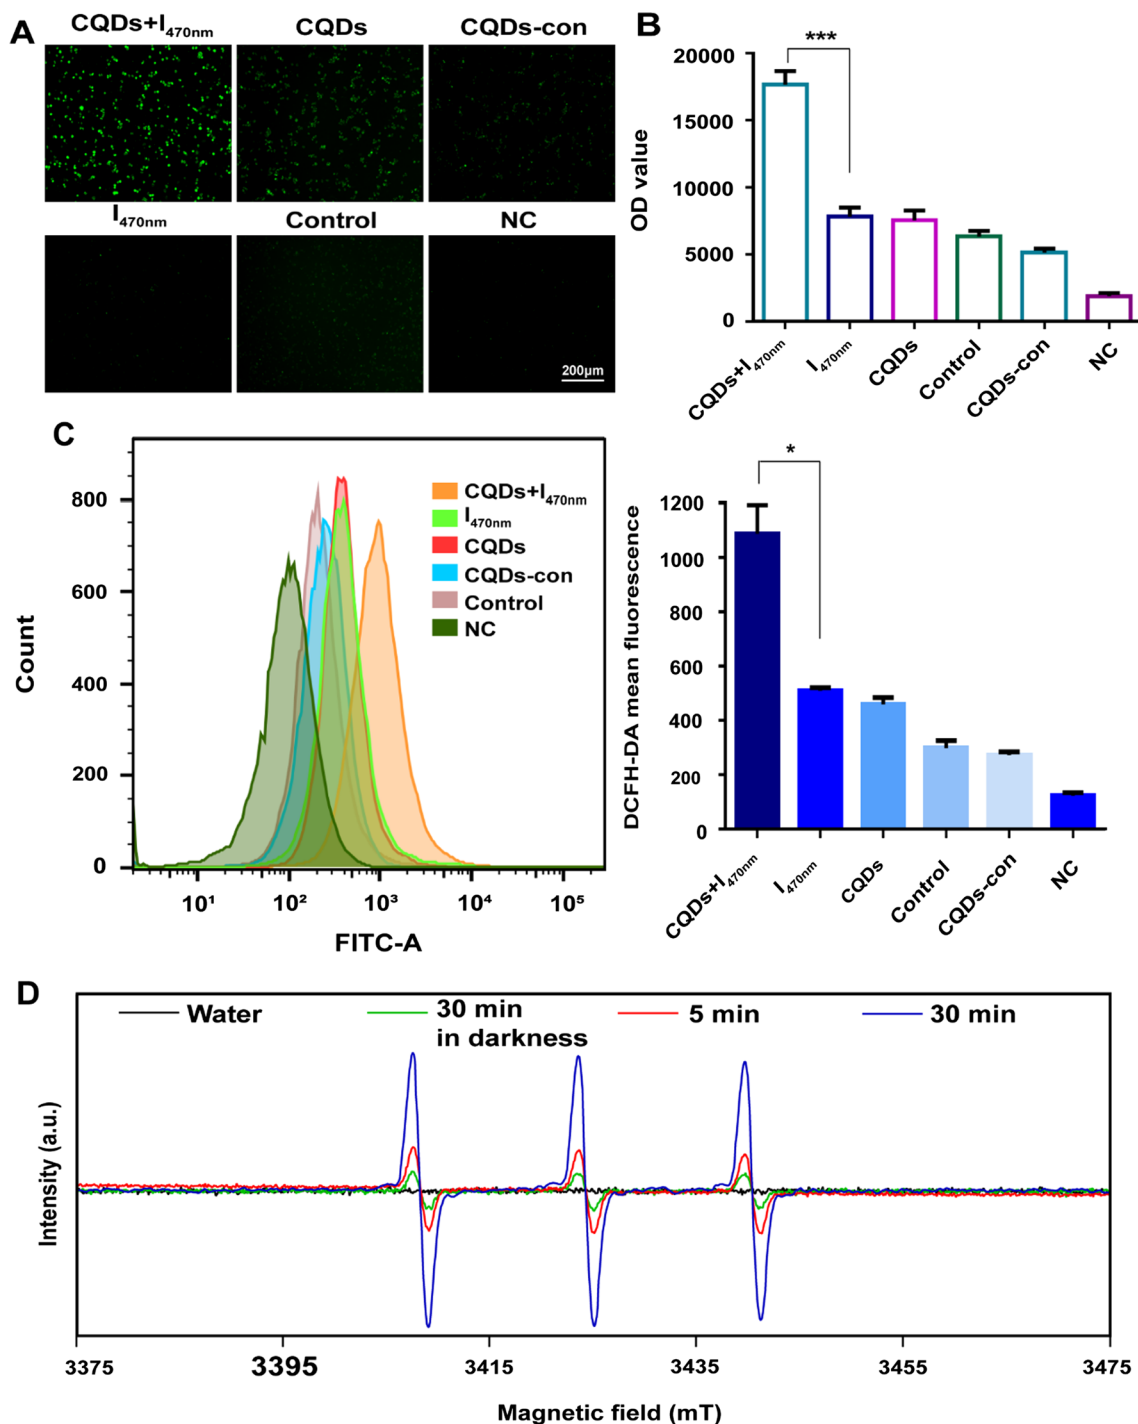 A
CQDs+I470nm
CQDs
CQDs-con
I470nm
Control
NC
200μm
B
***
20000
15000
10000
5000
0
OD value
CQDs+I470nm
I470nm
CQDs
Control
CQDs-con
NC
C
800
600
400
200
0
Count
CQDs+I470nm
I470nm
CQDs
CQDs-con
Control
NC
10¹ 10² 10³ 10⁴ 10⁵
FITC-A
*
1200
1000
800
600
400
200
0
DCFH-DA mean fluorescence
CQDs+I470nm
I470nm
CQDs
Control
CQDs-con
NC
D
Water
30 min
in darkness
5 min
30 min
Intensity (a.u.)
3375 3395 3415 3435 3455 3475
Magnetic field (mT)